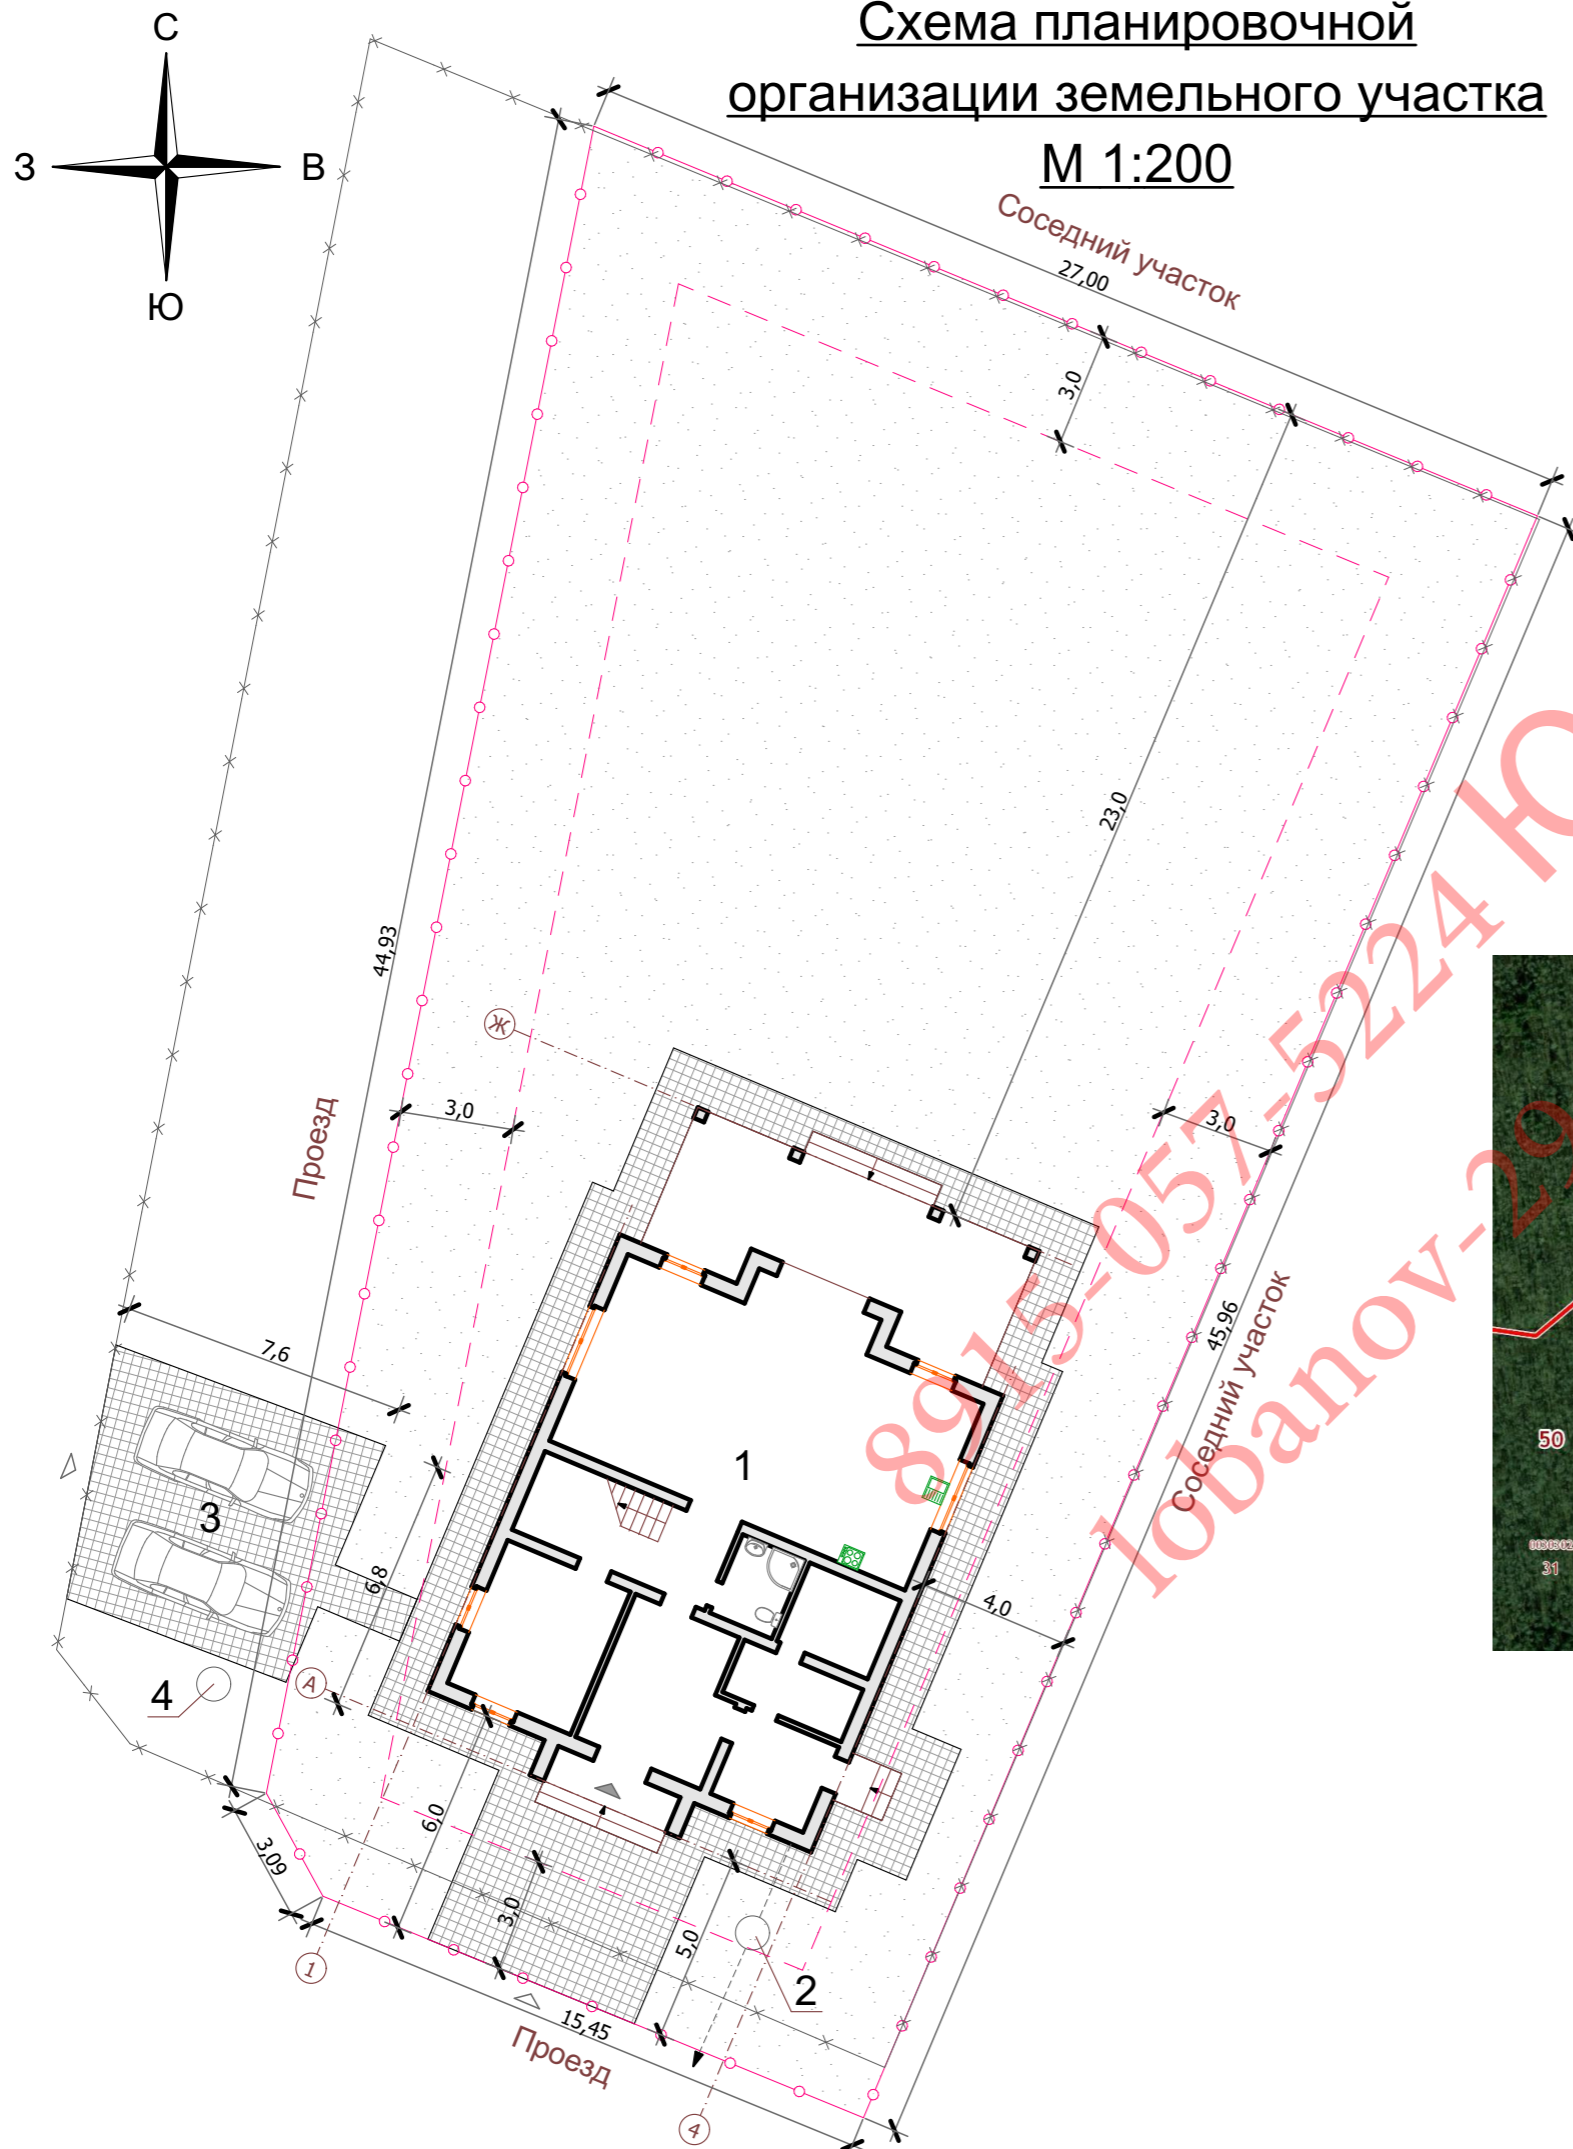 Схема планировочной
организации земельного участка
М 1:200
С
З
В
Ю
Соседний участок
27,00
3,0
23,0
44,93
Ж
3,0
3,0
Проезд
45,96
Соседний участок
7,6
1
3
6,8
4,0
А
4
6,0
3,09
3,0
5,0
2
1
15,45
Проезд
4
8915-057-5224 Ю
lobanov-29
50
31